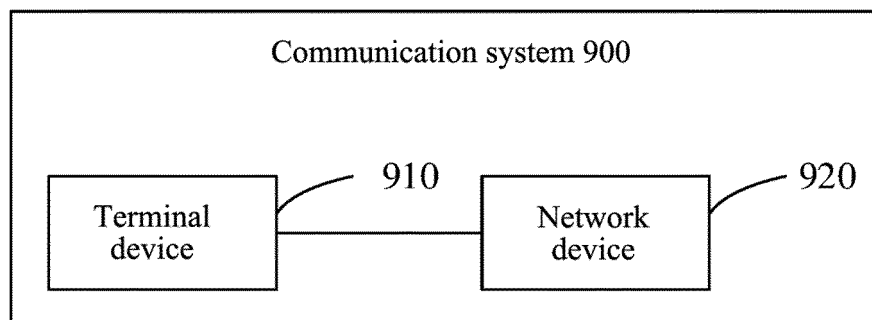 Communication system 900
910
920
Terminal
device
Network
device